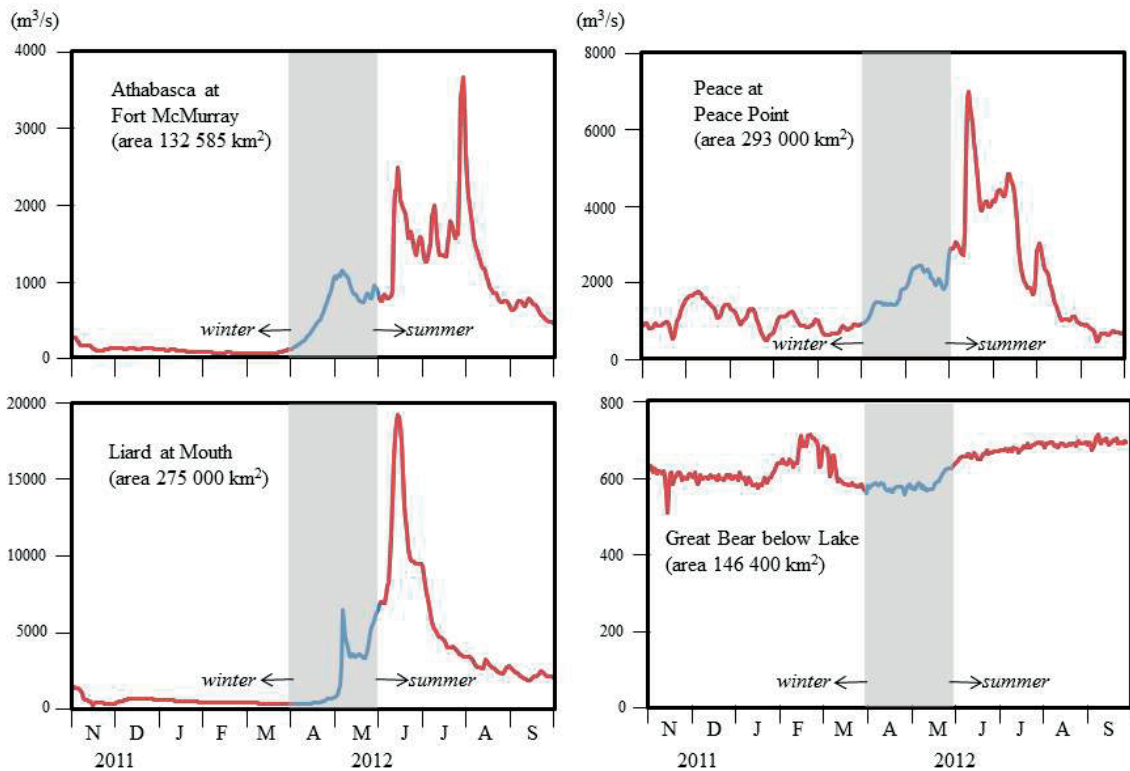 (m³/s)
(m³/s)
4000
3000
2000
1000
0
Athabasca at
Fort McMurray
(area 132 585 km²)
winter
summer
8000
6000
4000
2000
0
Peace at
Peace Point
(area 293 000 km²)
winter
summer
20000
15000
10000
5000
0
Liard at Mouth
(area 275 000 km²)
winter
summer
N D J F M A M J J A S
2011 2012
800
600
400
200
0
Great Bear below Lake
(area 146 400 km²)
winter
summer
N D J F M A M J J A S
2011 2012